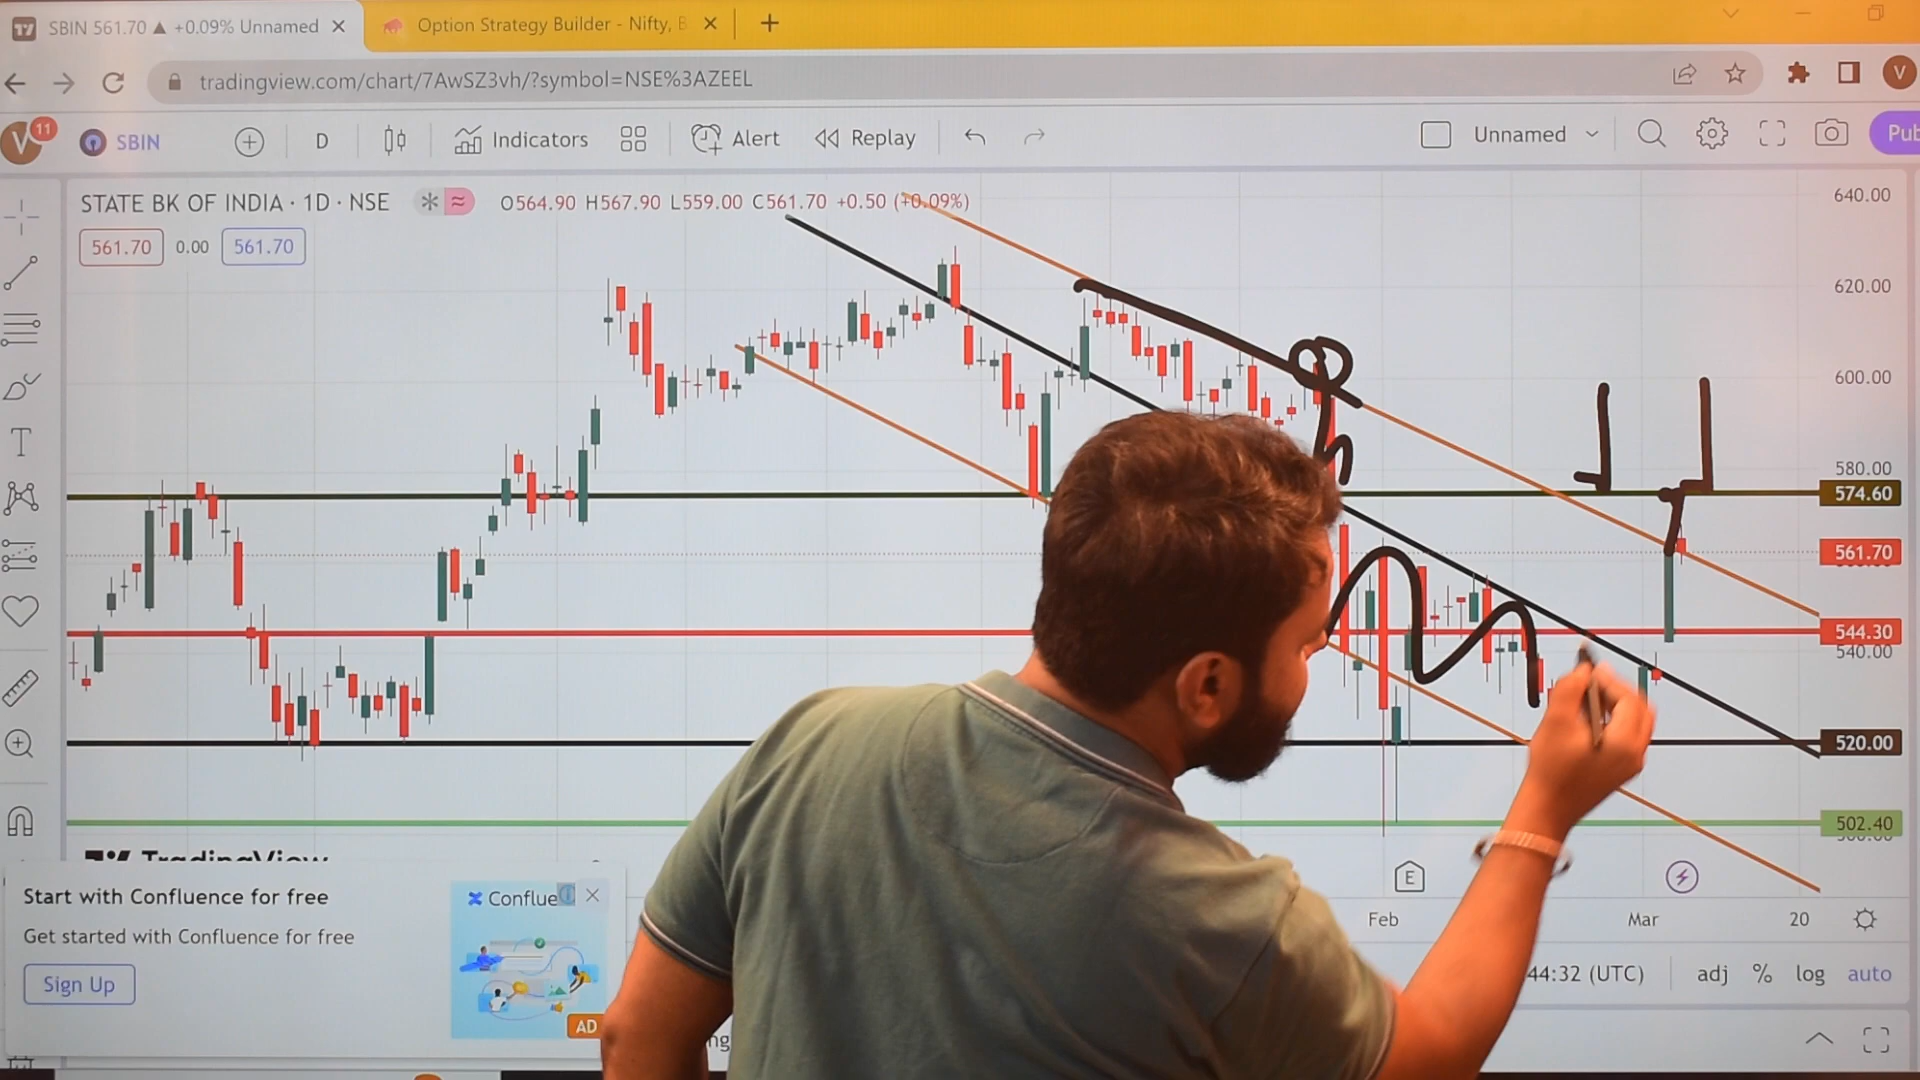 SBIN 561.70 ▲ +0.09% Unnamed
Option Strategy Builder - Nifty, B
tradingview.com/chart/7AwSZ3vh/?symbol=NSE%3AZEEL
V
V 11
SBIN
D
Indicators
Alert
Replay
Unnamed
Pub
STATE BK OF INDIA · 1D · NSE
O564.90 H567.90 L559.00 C561.70 +0.50 (+0.09%)
561.70 0.00 561.70
640.00
620.00
600.00
580.00
574.60
561.70
544.30
540.00
520.00
502.40
TradingView
E
Feb
Mar
20
Start with Confluence for free
Get started with Confluence for free
Sign Up
Conflue
AD
44:32 (UTC)
adj % log auto
ng